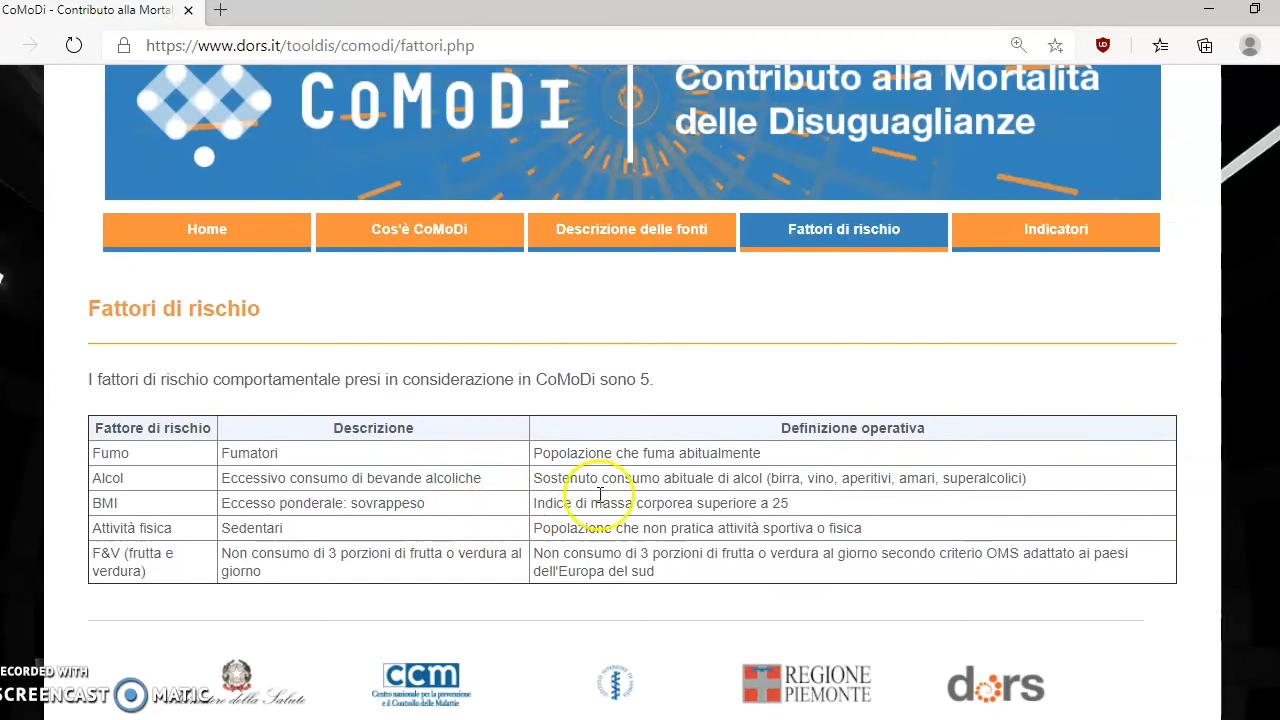 CoMoDi - Contributo alla Mortal
https://www.dors.it/tooldis/comodi/fattori.php
CoMoDI
Contributo alla Mortalità
delle Disuguaglianze
Home
Cos'è CoMoDi
Descrizione delle fonti
Fattori di rischio
Indicatori
Fattori di rischio
I fattori di rischio comportamentale presi in considerazione in CoMoDi sono 5.
Fattore di rischio Descrizione Definizione operativa
Fumo Fumatori Popolazione che fuma abitualmente
Alcol Eccessivo consumo di bevande alcoliche Sostenuto consumo abituale di alcol (birra, vino, aperitivi, amari, superalcolici)
BMI Eccesso ponderale: sovrappeso Indice di massa corporea superiore a 25
Attività fisica Sedentari Popolazione che non pratica attività sportiva o fisica
F&V (frutta e Non consumo di 3 porzioni di frutta o verdura al Non consumo di 3 porzioni di frutta o verdura al giorno secondo criterio OMS adattato ai paesi
verdura) giorno dell'Europa del sud
ECORDED WITH
SCREENCAST MATIC
Ministero della Salute
ccm
Centro nazionale per la prevenzione
e il Controllo delle Malattie
REGIONE
PIEMONTE
dors